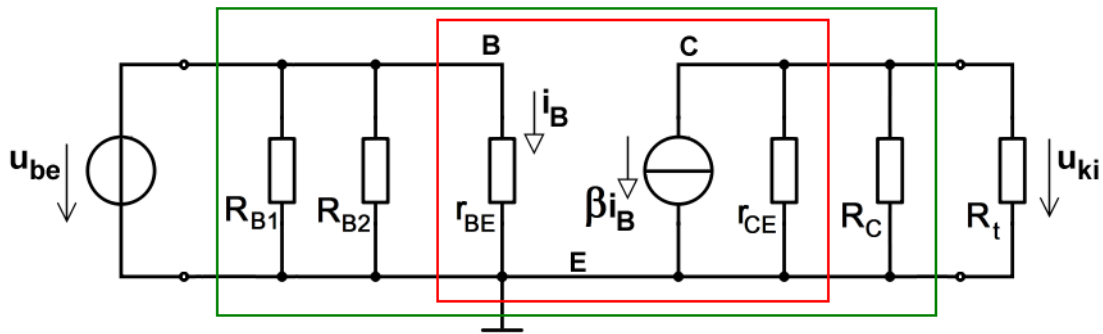 B
C
i_B
u_be
R_B1
R_B2
r_BE
βi_B
r_CE
R_C
R_t
u_ki
E